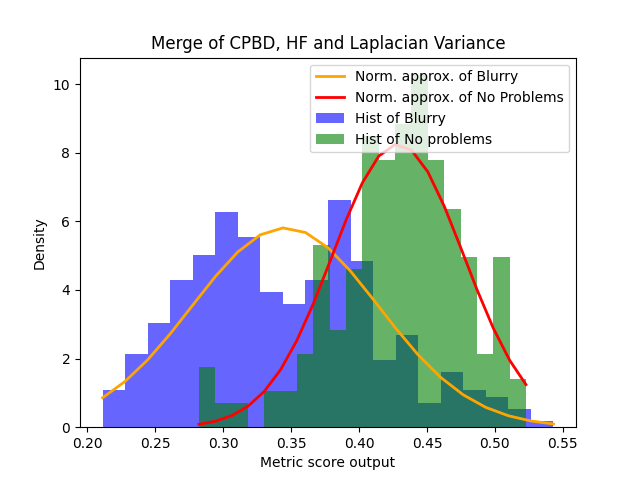 Merge of CPBD, HF and Laplacian Variance
Norm. approx. of Blurry
Norm. approx. of No Problems
Hist of Blurry
Hist of No problems
Density
10
8
6
4
2
0
0.20 0.25 0.30 0.35 0.40 0.45 0.50 0.55
Metric score output